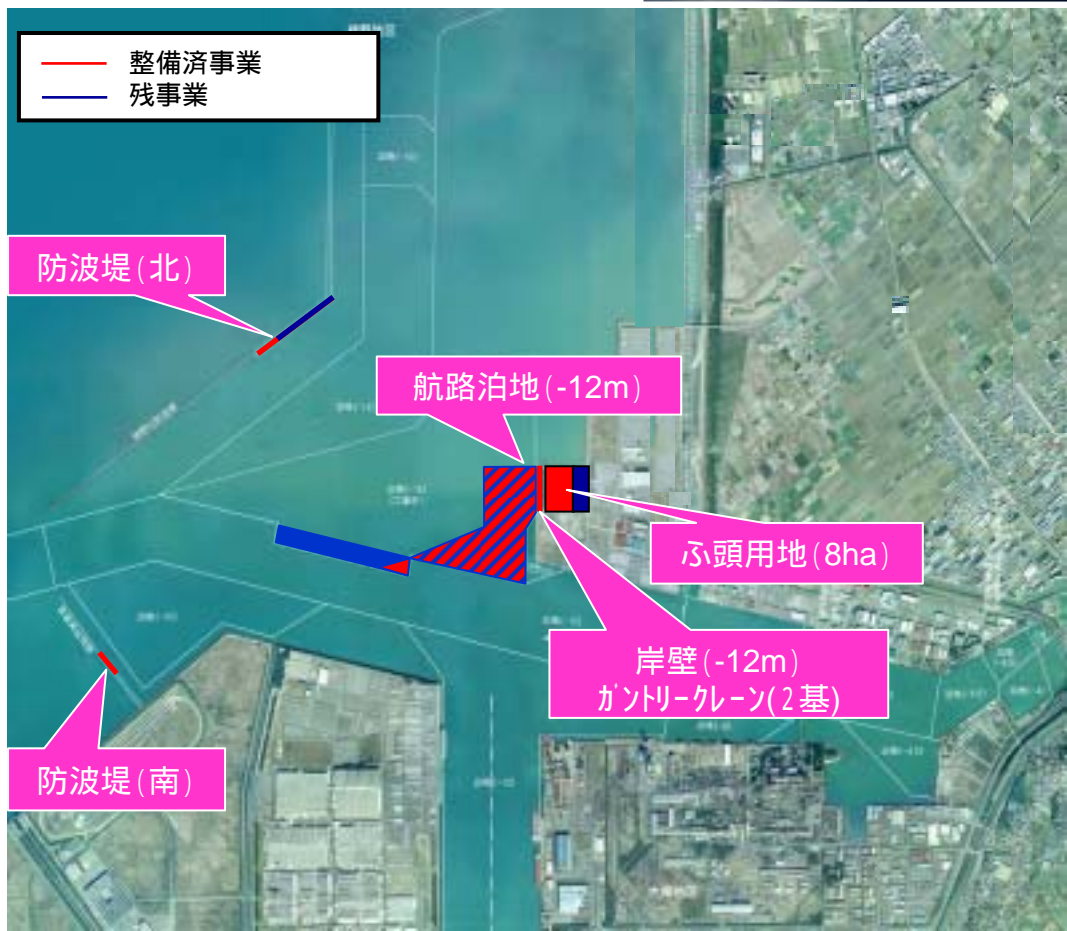 整備済事業
残事業
防波堤(北)
航路泊地(-12m)
ふ頭用地(8ha)
岸壁(-12m)
ｶﾞﾝﾄﾘｰｸﾚｰﾝ(2基)
防波堤(南)